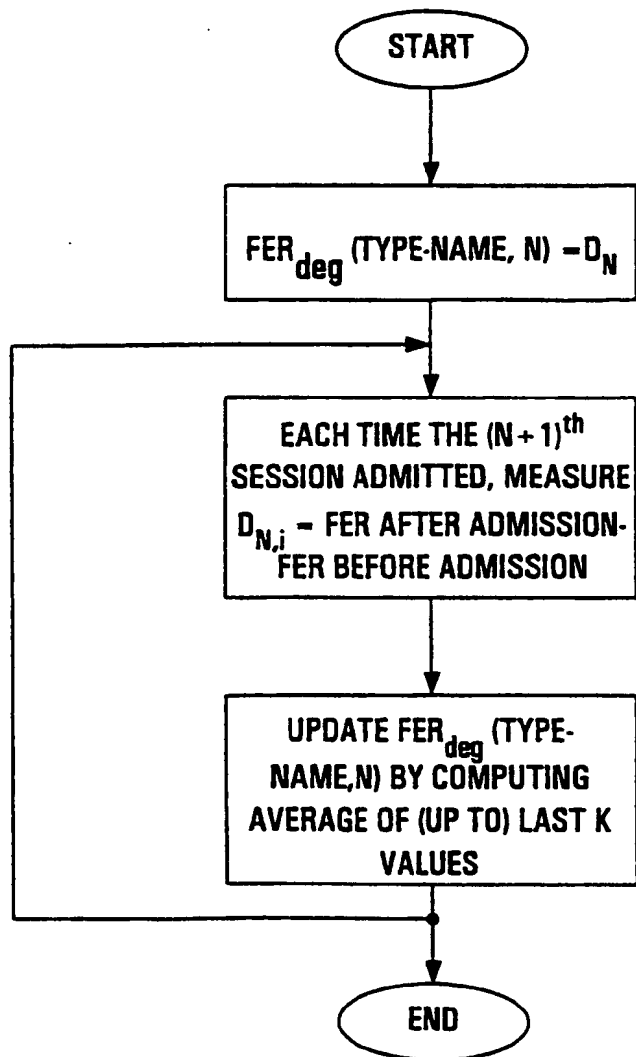 START
FER_deg (TYPE-NAME, N) = D_N
EACH TIME THE (N + 1)^th
SESSION ADMITTED, MEASURE
D_N,i = FER AFTER ADMISSION-
FER BEFORE ADMISSION
UPDATE FER_deg (TYPE-
NAME,N) BY COMPUTING
AVERAGE OF (UP TO) LAST K
VALUES
END